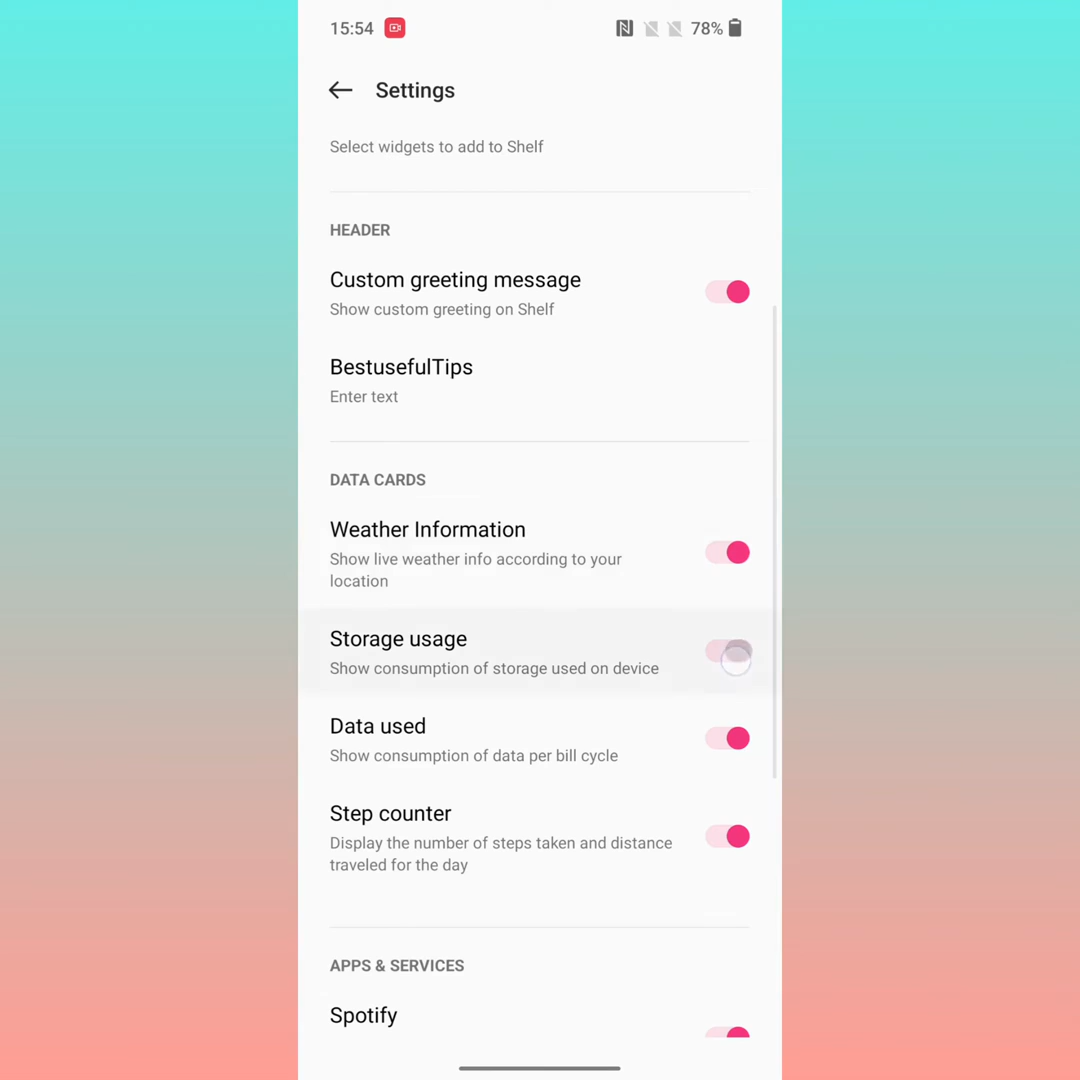 15:54 78%
Settings
Select widgets to add to Shelf
HEADER
Custom greeting message
Show custom greeting on Shelf
BestusefulTips
Enter text
DATA CARDS
Weather Information
Show live weather info according to your
location
Storage usage
Show consumption of storage used on device
Data used
Show consumption of data per bill cycle
Step counter
Display the number of steps taken and distance
traveled for the day
APPS & SERVICES
Spotify